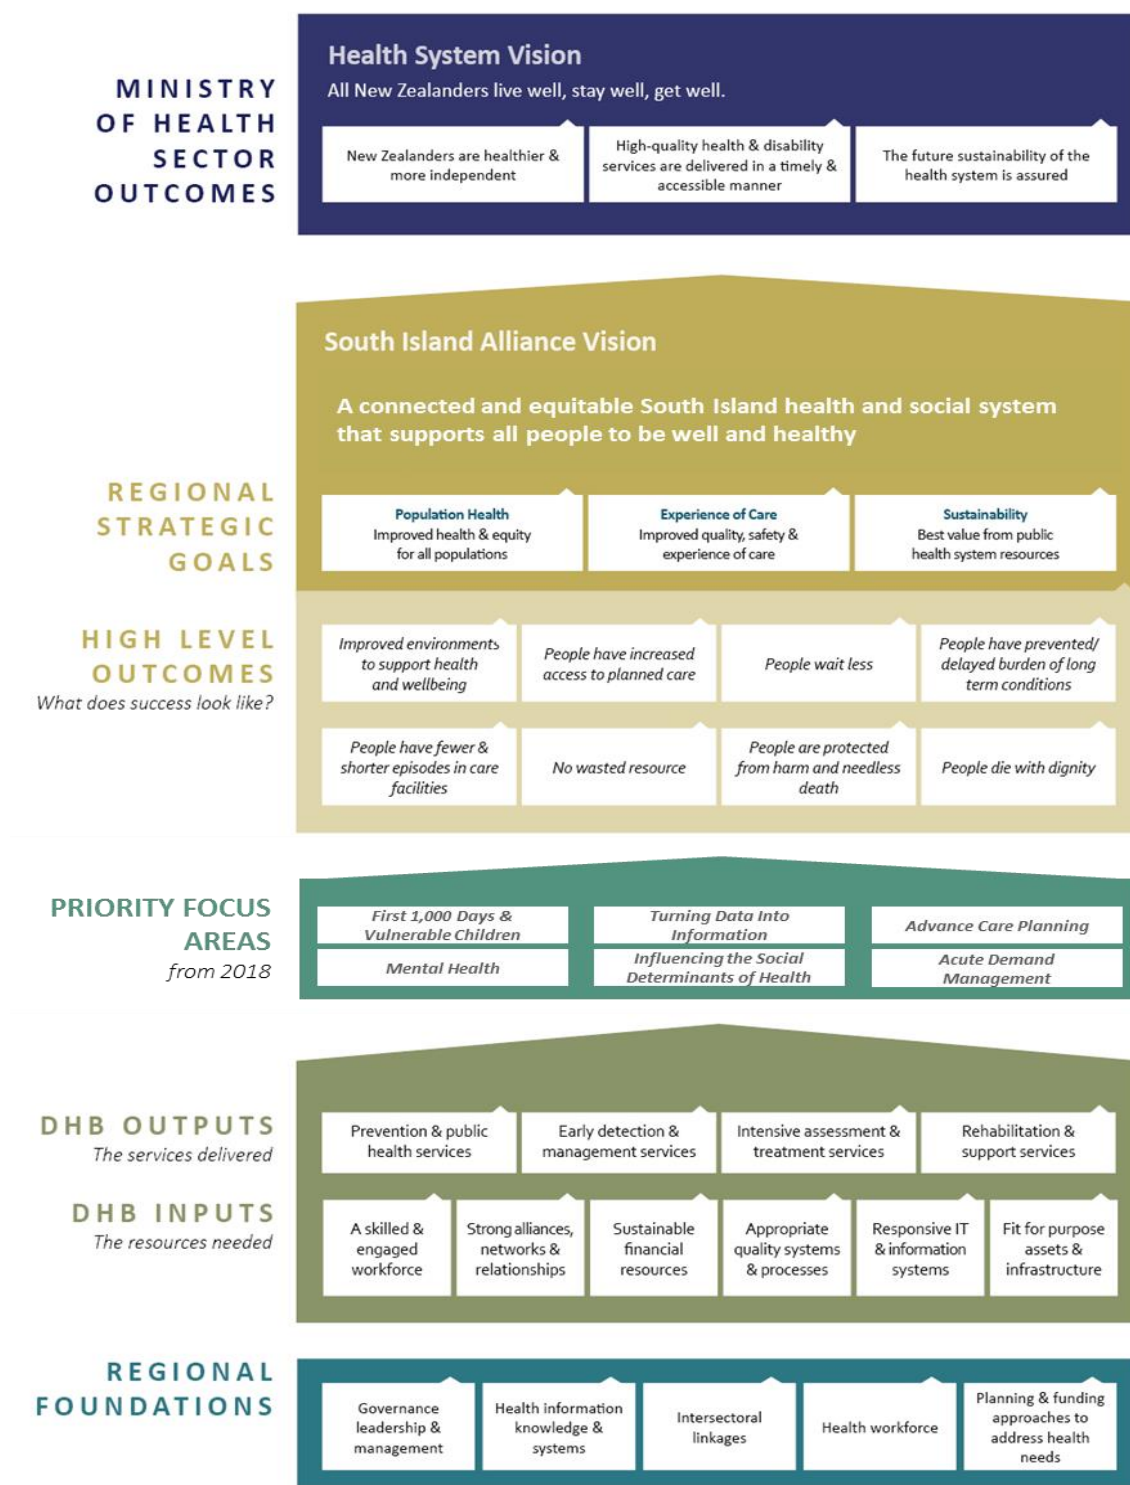 MINISTRY
OF HEALTH
SECTOR
OUTCOMES
Health System Vision
All New Zealanders live well, stay well, get well.
New Zealanders are healthier &
more independent
High-quality health & disability
services are delivered in a timely &
accessible manner
The future sustainability of the
health system is assured
South Island Alliance Vision
A connected and equitable South Island health and social system
that supports all people to be well and healthy
REGIONAL
STRATEGIC
GOALS
Population Health
Improved health & equity
for all populations
Experience of Care
Improved quality, safety &
experience of care
Sustainability
Best value from public
health system resources
HIGH LEVEL
OUTCOMES
What does success look like?
Improved environments
to support health
and wellbeing
People have increased
access to planned care
People wait less
People have prevented/
delayed burden of long
term conditions
People have fewer &
shorter episodes in care
facilities
No wasted resource
People are protected
from harm and needless
death
People die with dignity
PRIORITY FOCUS
AREAS
from 2018
First 1,000 Days &
Vulnerable Children
Turning Data Into
Information
Advance Care Planning
Mental Health
Influencing the Social
Determinants of Health
Acute Demand
Management
DHB OUTPUTS
The services delivered
Prevention & public
health services
Early detection &
management services
Intensive assessment &
treatment services
Rehabilitation &
support services
DHB INPUTS
The resources needed
A skilled &
engaged
workforce
Strong alliances,
networks &
relationships
Sustainable
financial
resources
Appropriate
quality systems
& processes
Responsive IT
& information
systems
Fit for purpose
assets &
infrastructure
REGIONAL
FOUNDATIONS
Governance
leadership &
management
Health information
knowledge &
systems
Intersectoral
linkages
Health workforce
Planning & funding
approaches to
address health
needs